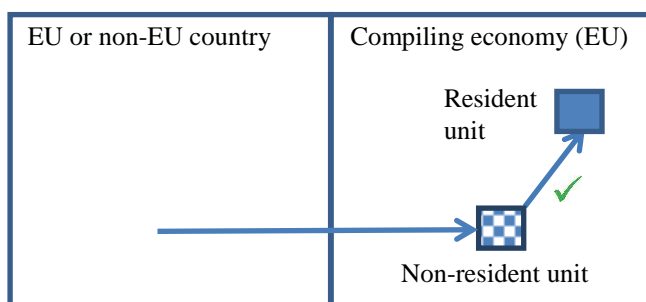 EU or non-EU country
Compiling economy (EU)
Resident
unit
Non-resident unit